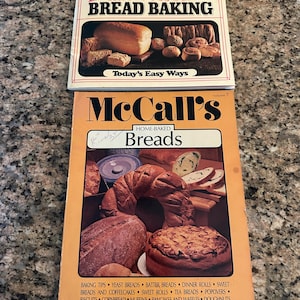 BREAD BAKING
Today's Easy Ways
McCall's
HOME-BAKED
Breads
BAKING TIPS • YEAST BREADS • BATTER BREADS • DINNER ROLLS • SWEET
BREADS AND COFFEECAKES • SWEET ROLLS • TEA BREADS • POPOVERS •